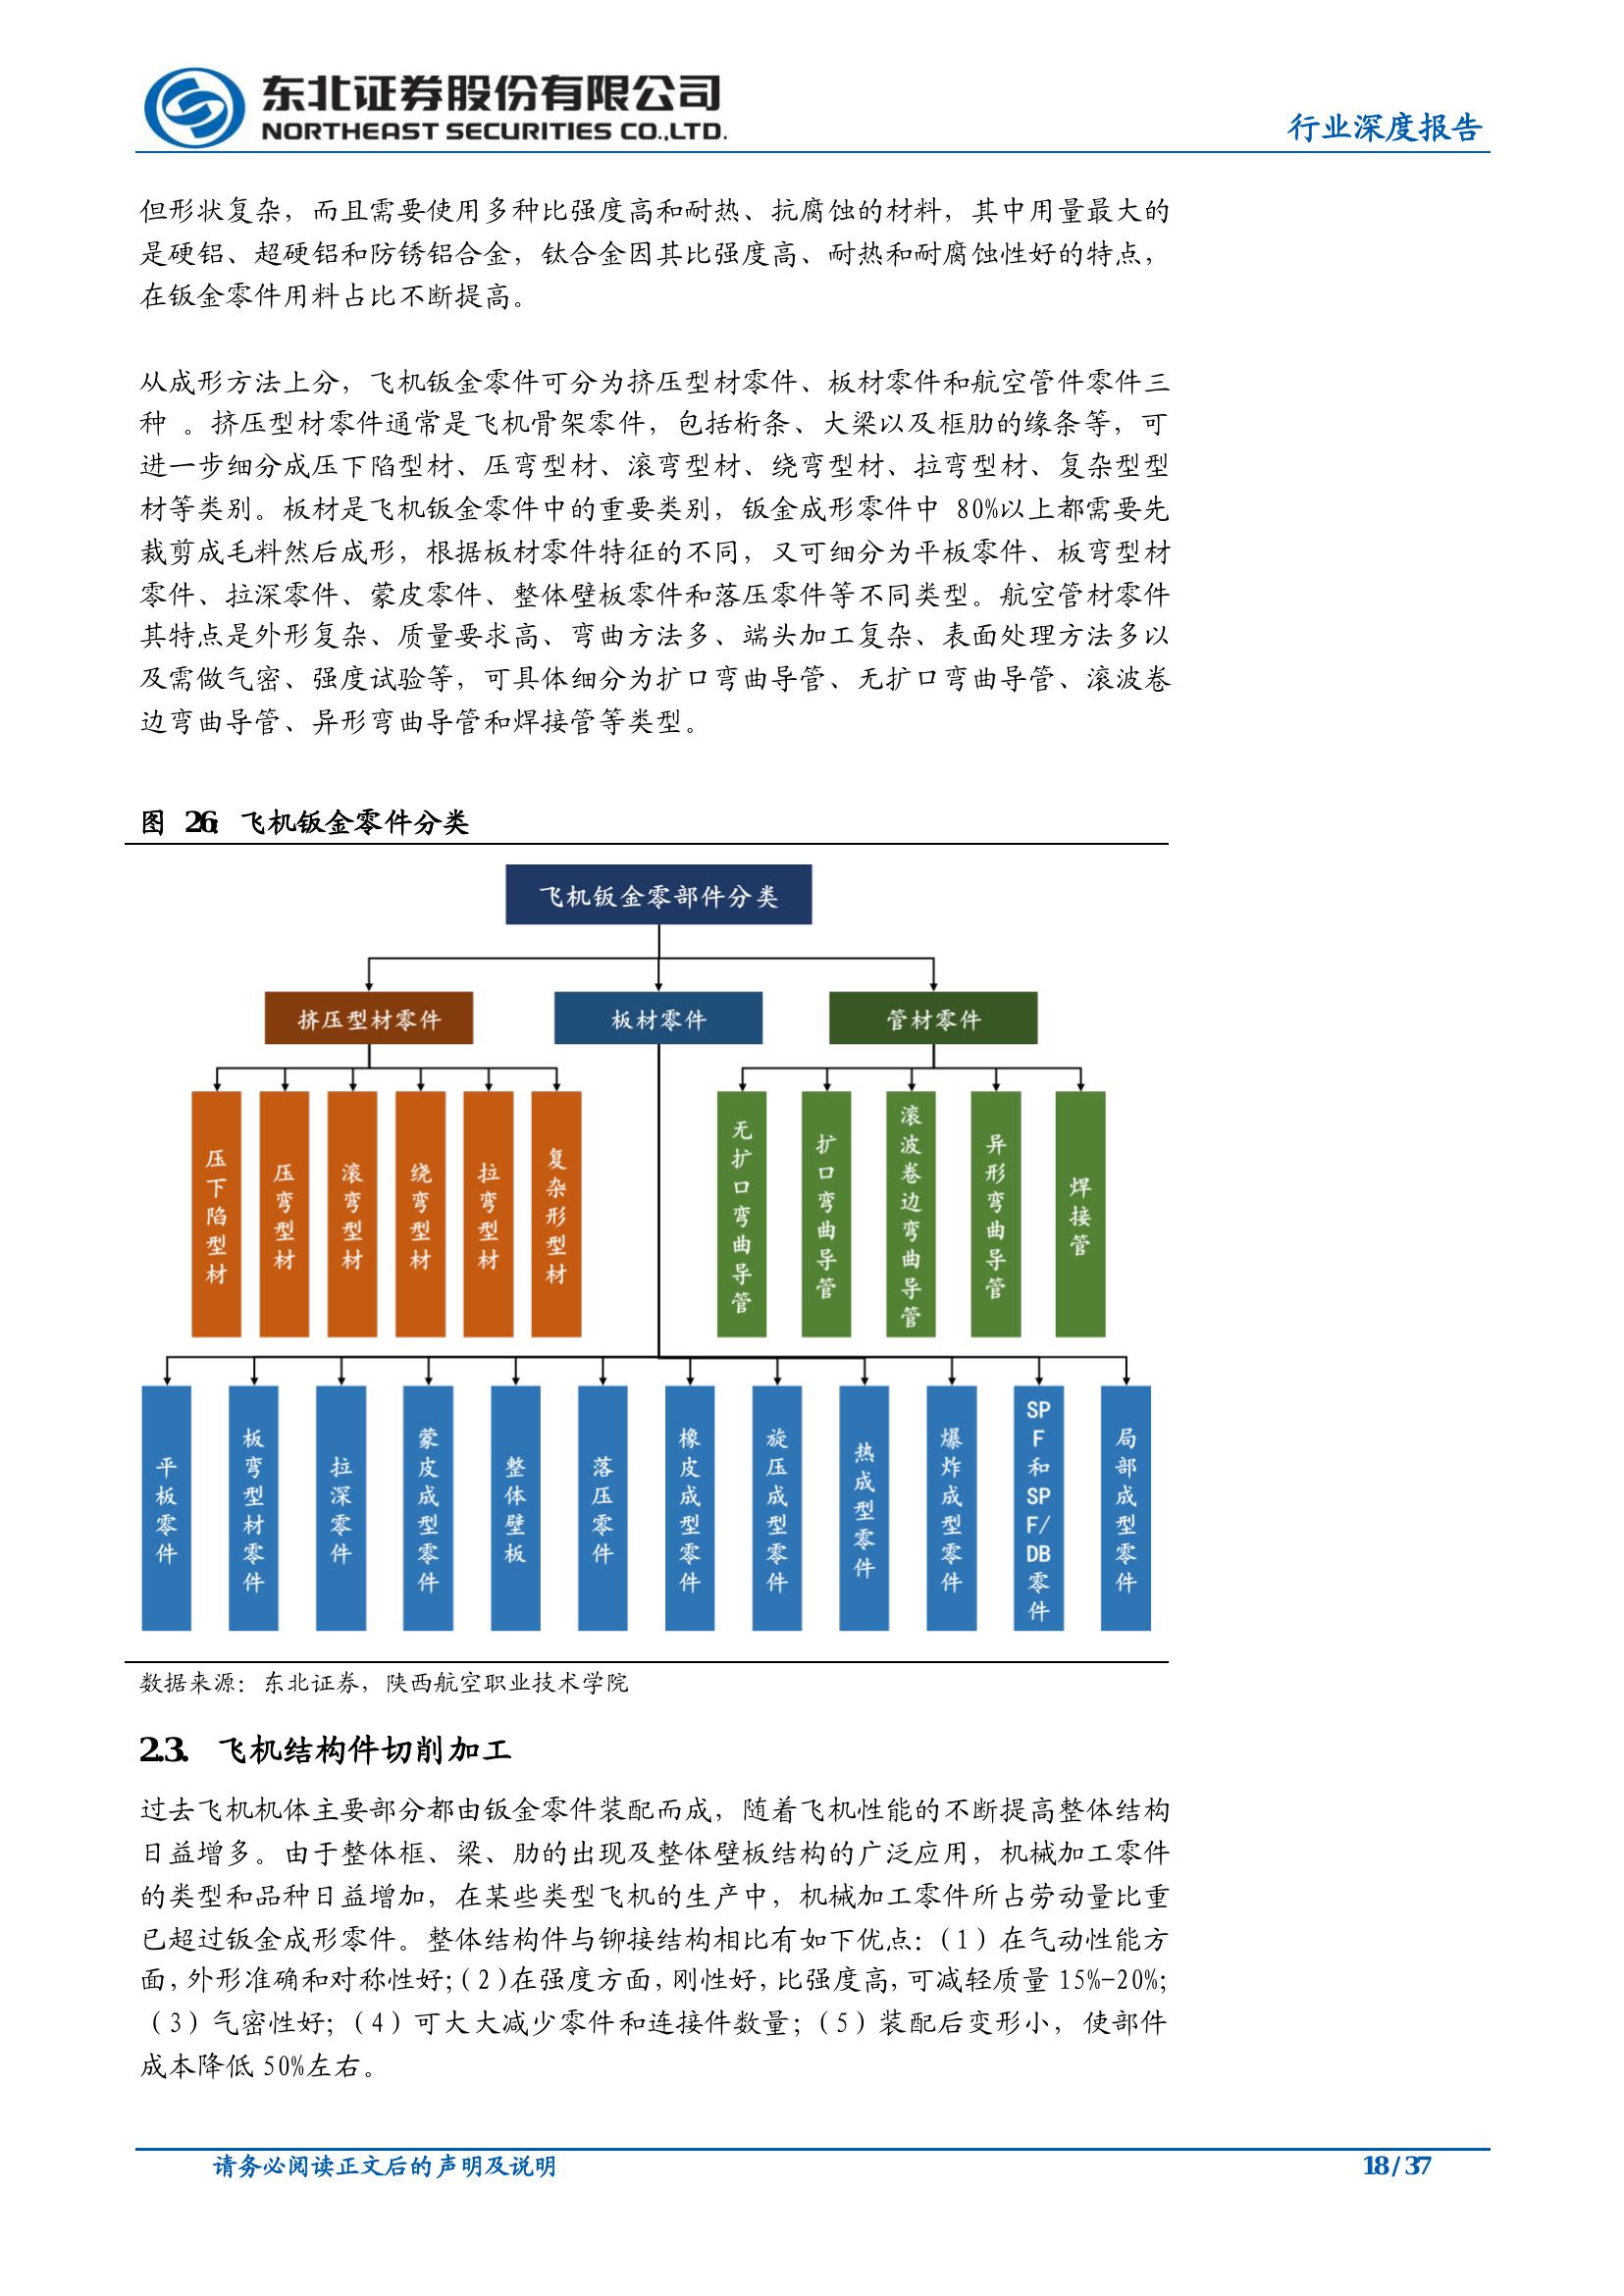 东北证券股份有限公司
NORTHEAST SECURITIES CO.,LTD.
行业深度报告
但形状复杂，而且需要使用多种比强度高和耐热、抗腐蚀的材料，其中用量最大的
是硬铝、超硬铝和防锈铝合金，钛合金因其比强度高、耐热和耐腐蚀性好的特点，
在钣金零件用料占比不断提高。
从成形方法上分，飞机钣金零件可分为挤压型材零件、板材零件和航空管件零件三
种 。挤压型材零件通常是飞机骨架零件，包括桁条、大梁以及框肋的缘条等，可
进一步细分成压下陷型材、压弯型材、滚弯型材、绕弯型材、拉弯型材、复杂型型
材等类别。板材是飞机钣金零件中的重要类别，钣金成形零件中 80%以上都需要先
裁剪成毛料然后成形，根据板材零件特征的不同，又可细分为平板零件、板弯型材
零件、拉深零件、蒙皮零件、整体壁板零件和落压零件等不同类型。航空管材零件
其特点是外形复杂、质量要求高、弯曲方法多、端头加工复杂、表面处理方法多以
及需做气密、强度试验等，可具体细分为扩口弯曲导管、无扩口弯曲导管、滚波卷
边弯曲导管、异形弯曲导管和焊接管等类型。
图 26：飞机钣金零件分类
飞机钣金零部件分类
挤压型材零件
板材零件
管材零件
压下陷型材
压弯型材
滚弯型材
绕弯型材
拉弯型材
复杂形型材
无扩口弯曲导管
扩口弯曲导管
滚波卷边弯曲导管
异形弯曲导管
焊接管
平板零件
板弯型材零件
拉深零件
蒙皮成型零件
整体壁板
落压零件
橡皮成型零件
旋压成型零件
热成型零件
爆炸成型零件
SPF和SPF/DB零件
局部成型零件
数据来源：东北证券，陕西航空职业技术学院
2.3. 飞机结构件切削加工
过去飞机机体主要部分都由钣金零件装配而成，随着飞机性能的不断提高整体结构
日益增多。由于整体框、梁、肋的出现及整体壁板结构的广泛应用，机械加工零件
的类型和品种日益增加，在某些类型飞机的生产中，机械加工零件所占劳动量比重
已超过钣金成形零件。整体结构件与铆接结构相比有如下优点：（1）在气动性能方
面，外形准确和对称性好；（2）在强度方面，刚性好，比强度高，可减轻质量 15%-20%；
（3）气密性好；（4）可大大减少零件和连接件数量；（5）装配后变形小，使部件
成本降低 50%左右。
请务必阅读正文后的声明及说明
18 / 37